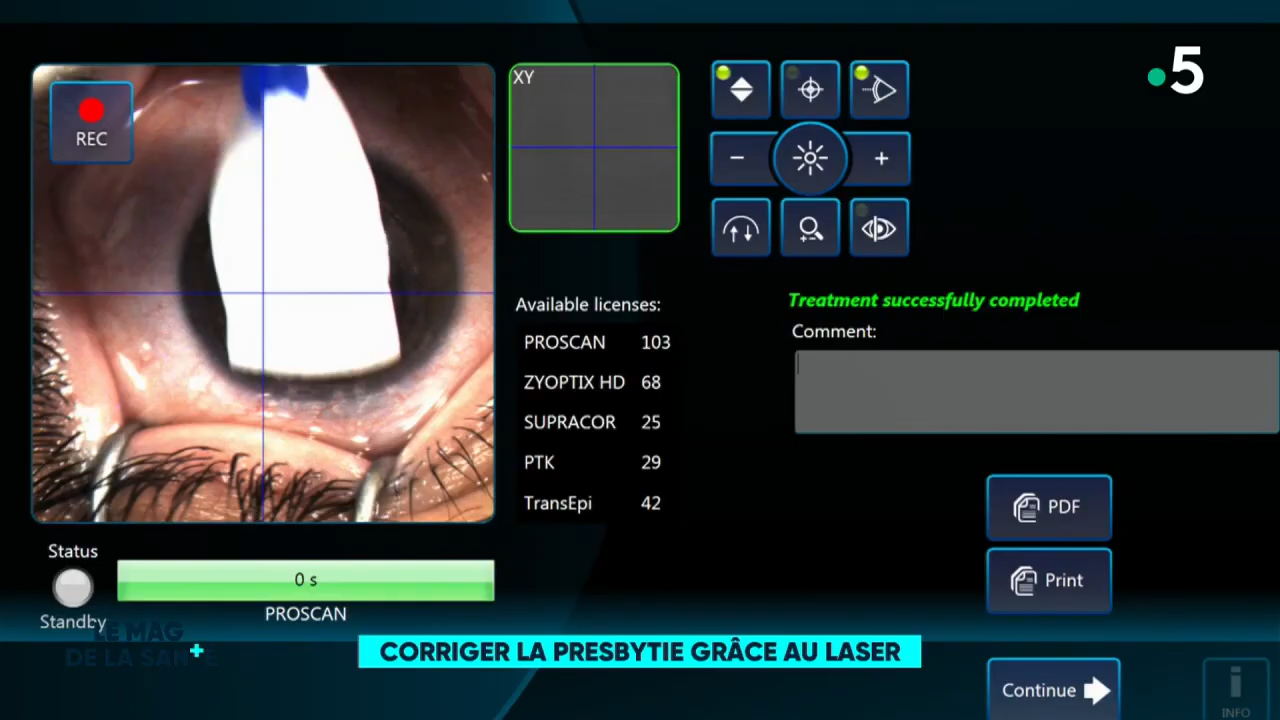 REC
XY
5
Available licenses:
PROSCAN 103
ZYOPTIX HD 68
SUPRACOR 25
PTK 29
TransEpi 42
Treatment successfully completed
Comment:
PDF
Print
Status
Standby
0 s
PROSCAN
LE MAG
DE LA SANTÉ
+
CORRIGER LA PRESBYTIE GRÂCE AU LASER
Continue
i
INFO